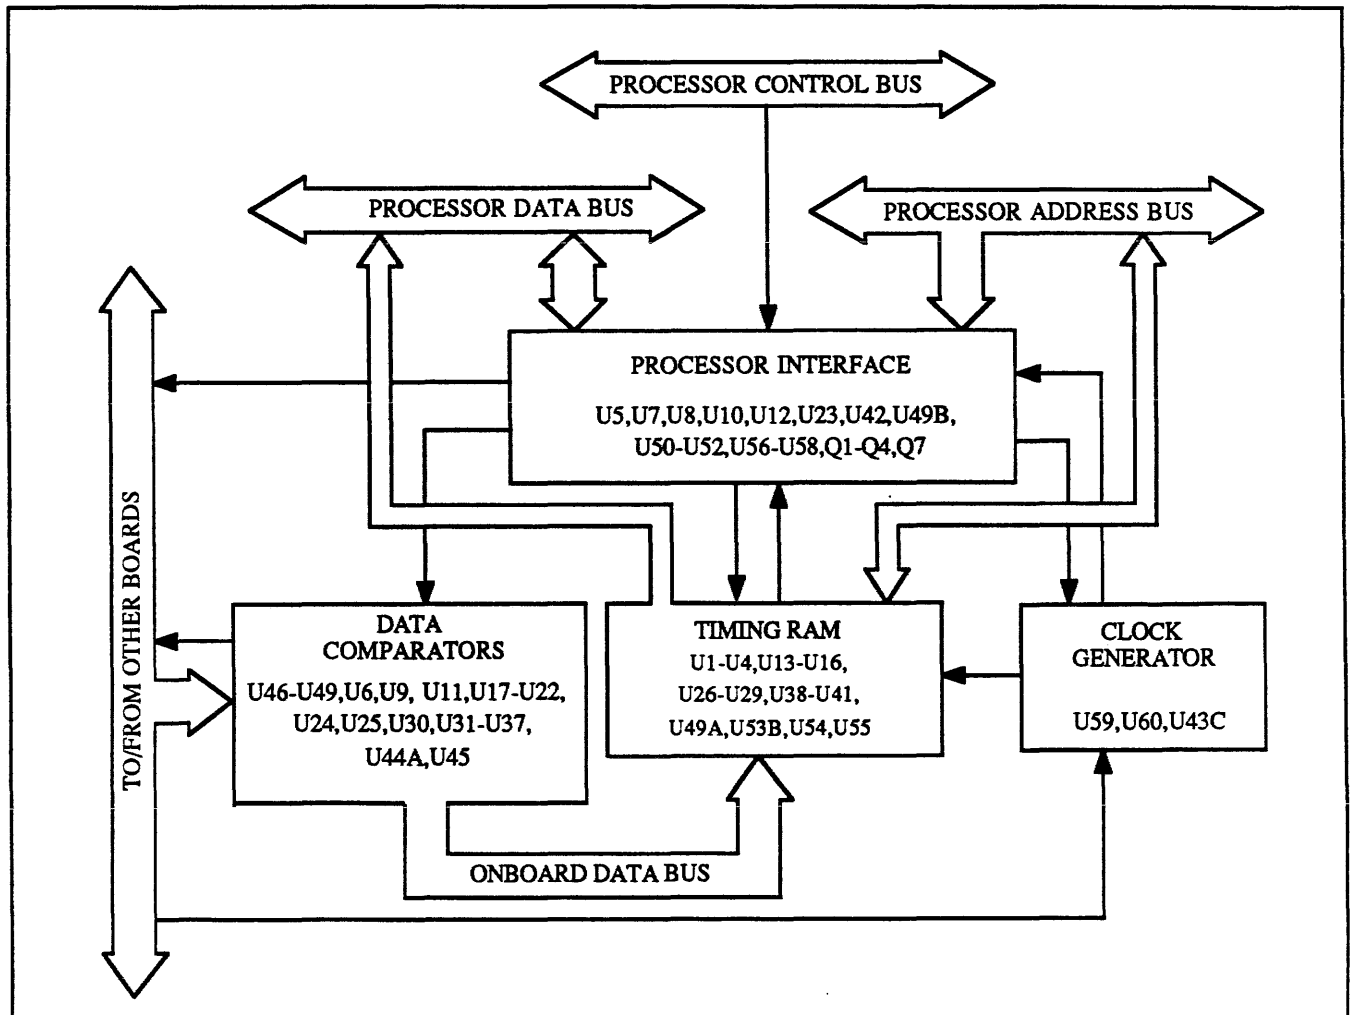 PROCESSOR CONTROL BUS
PROCESSOR DATA BUS
PROCESSOR ADDRESS BUS
PROCESSOR INTERFACE
U5,U7,U8,U10,U12,U23,U42,U49B,
U50-U52,U56-U58,Q1-Q4,Q7
TO/FROM OTHER BOARDS
DATA
COMPARATORS
U46-U49,U6,U9, U11,U17-U22,
U24,U25,U30,U31-U37,
U44A,U45
TIMING RAM
U1-U4,U13-U16,
U26-U29,U38-U41,
U49A,U53B,U54,U55
CLOCK
GENERATOR
U59,U60,U43C
ONBOARD DATA BUS